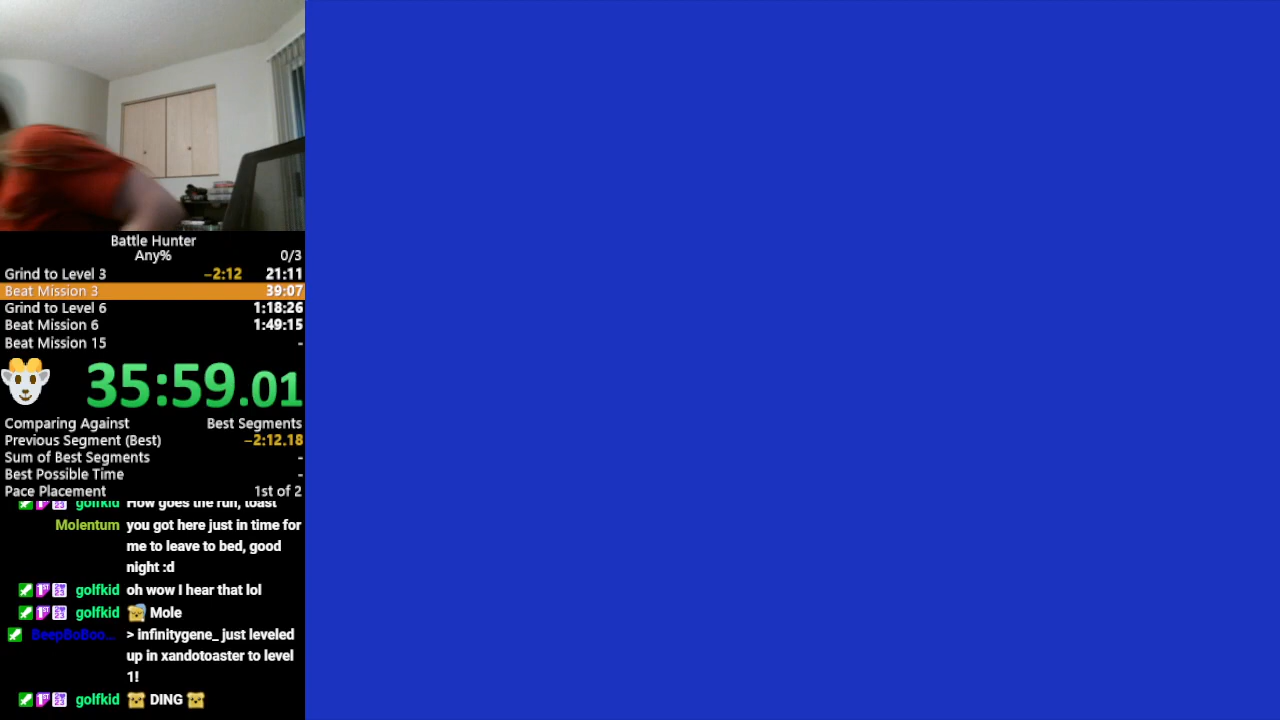 Battle Hunter
Any% 0/3
Grind to Level 3 −2:12 21:11
Beat Mission 3 39:07
Grind to Level 6 1:18:26
Beat Mission 6 1:49:15
Beat Mission 15 -
35:59.01
Comparing Against Best Segments
Previous Segment (Best) −2:12.18
Sum of Best Segments -
Best Possible Time -
Pace Placement 1st of 2
golfkid How goes the run, toast
Molentum you got here just in time for
me to leave to bed, good
night :d
golfkid oh wow I hear that lol
golfkid Mole
BeepBoBoo... > infinitygene_ just leveled
up in xandotoaster to level
1!
golfkid DING